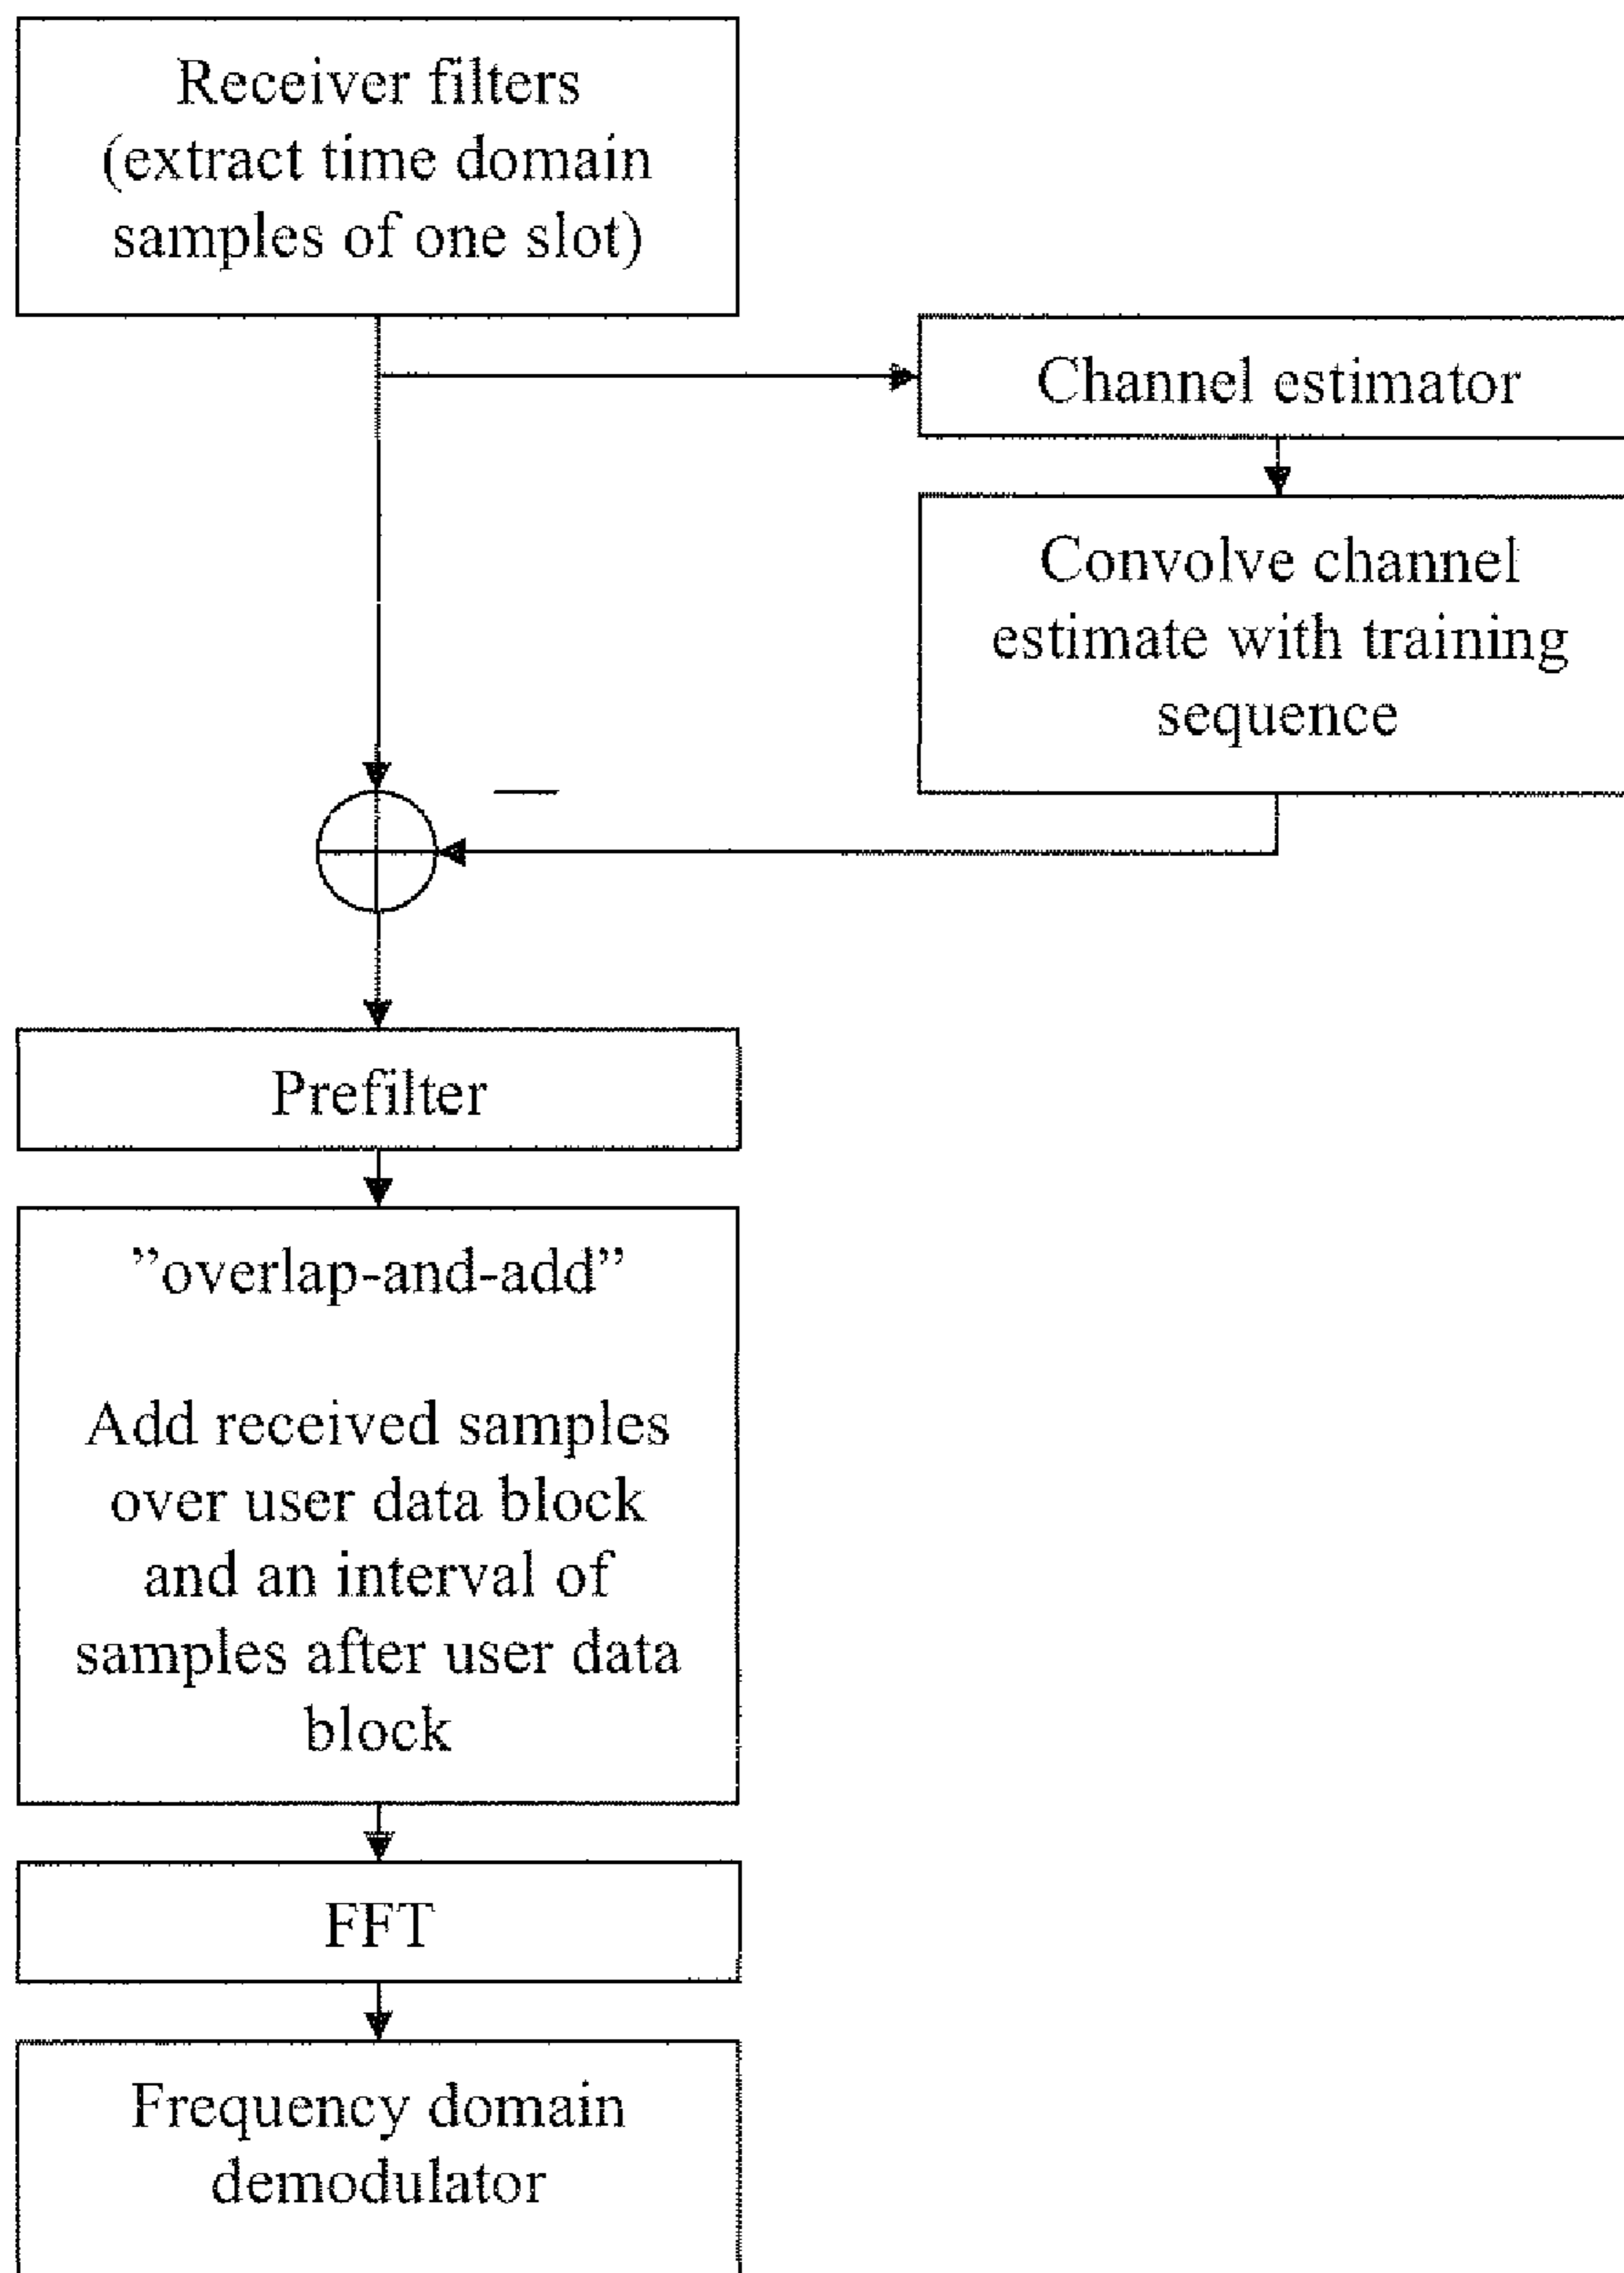 Receiver filters
(extract time domain
samples of one slot)
Channel estimator
Convolve channel
estimate with training
sequence
—
Prefilter
”overlap-and-add”
Add received samples
over user data block
and an interval of
samples after user data
block
FFT
Frequency domain
demodulator